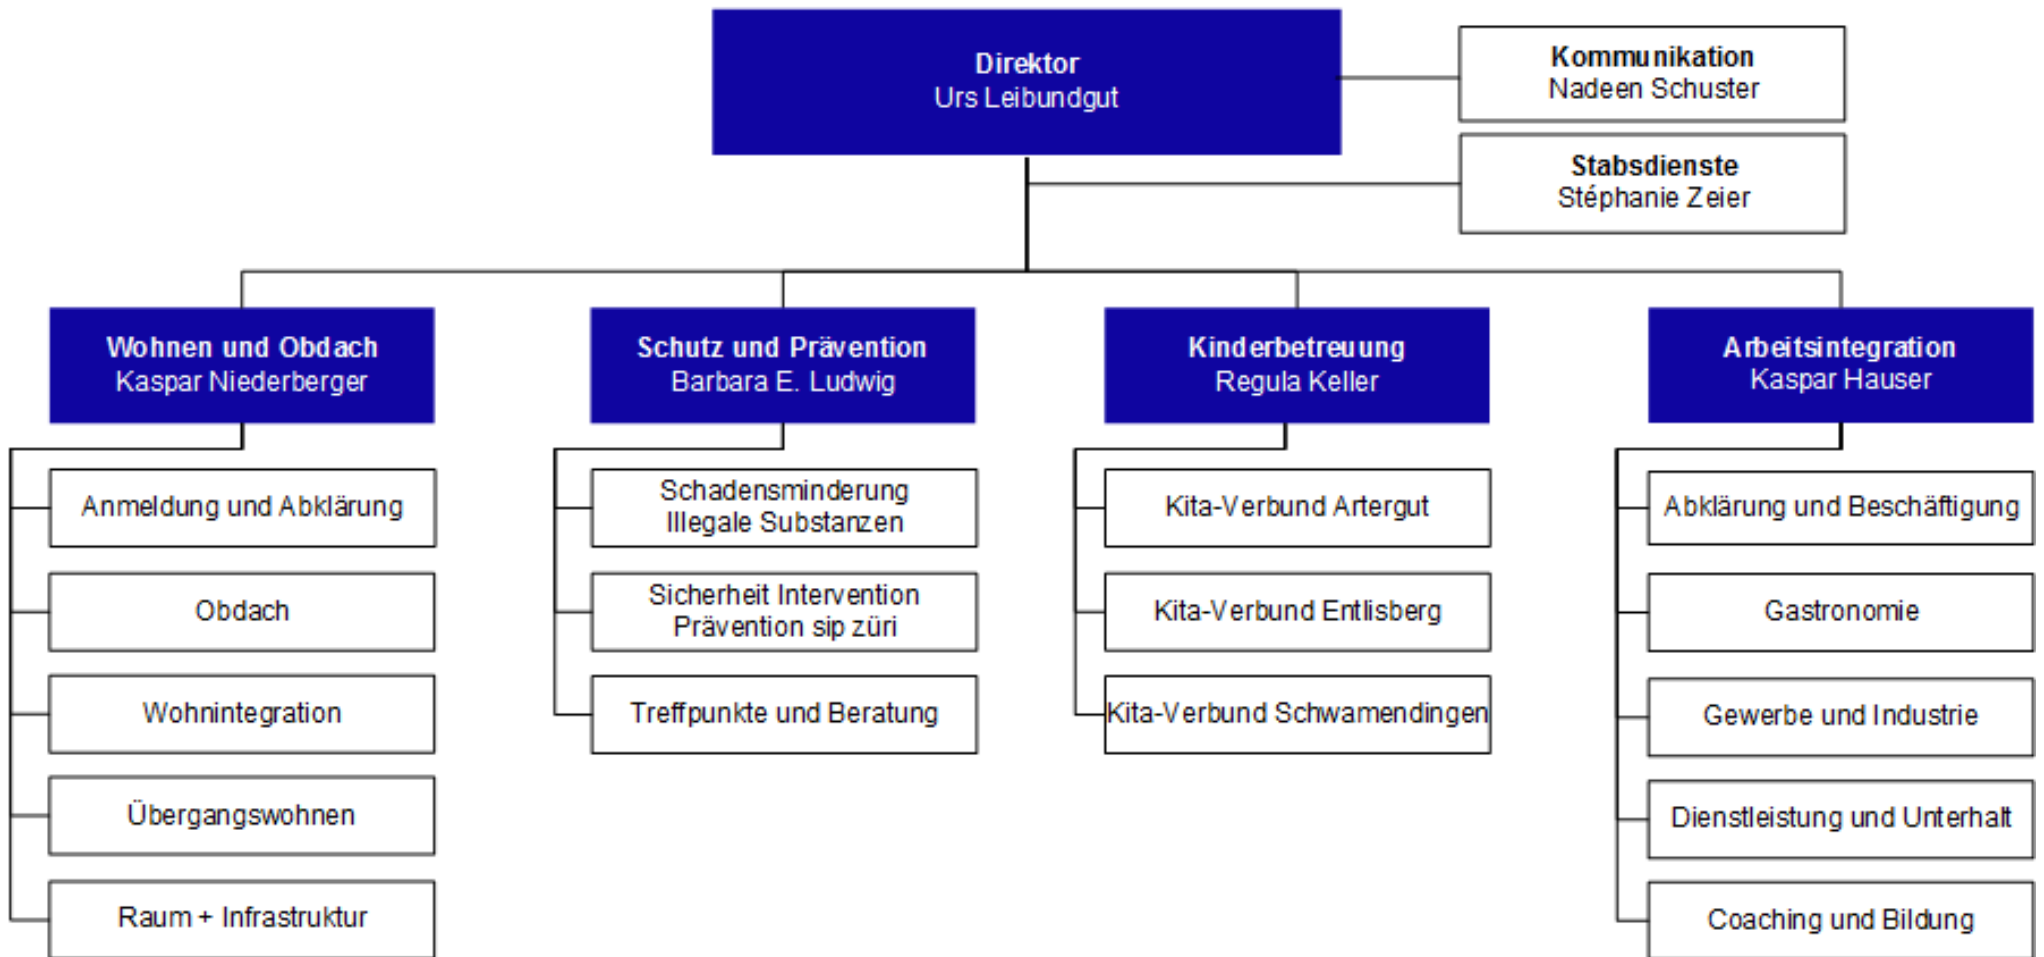 Direktor
Urs Leibundgut
Kommunikation
Nadeen Schuster
Stabsdienste
Stéphanie Zeier
Wohnen und Obdach
Kaspar Niederberger
Anmeldung und Abklärung
Obdach
Wohnintegration
Übergangswohnen
Raum + Infrastruktur
Schutz und Prävention
Barbara E. Ludwig
Schadensminderung
Illegale Substanzen
Sicherheit Intervention
Prävention sip züri
Treffpunkte und Beratung
Kinderbetreuung
Regula Keller
Kita-Verbund Artergut
Kita-Verbund Entlisberg
Kita-Verbund Schwamendingen
Arbeitsintegration
Kaspar Hauser
Abklärung und Beschäftigung
Gastronomie
Gewerbe und Industrie
Dienstleistung und Unterhalt
Coaching und Bildung